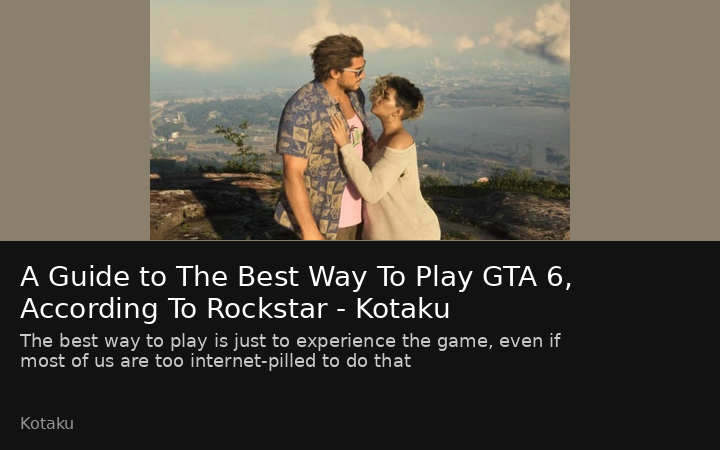 A Guide to The Best Way To Play GTA 6,
According To Rockstar - Kotaku
The best way to play is just to experience the game, even if
most of us are too internet-pilled to do that
Kotaku